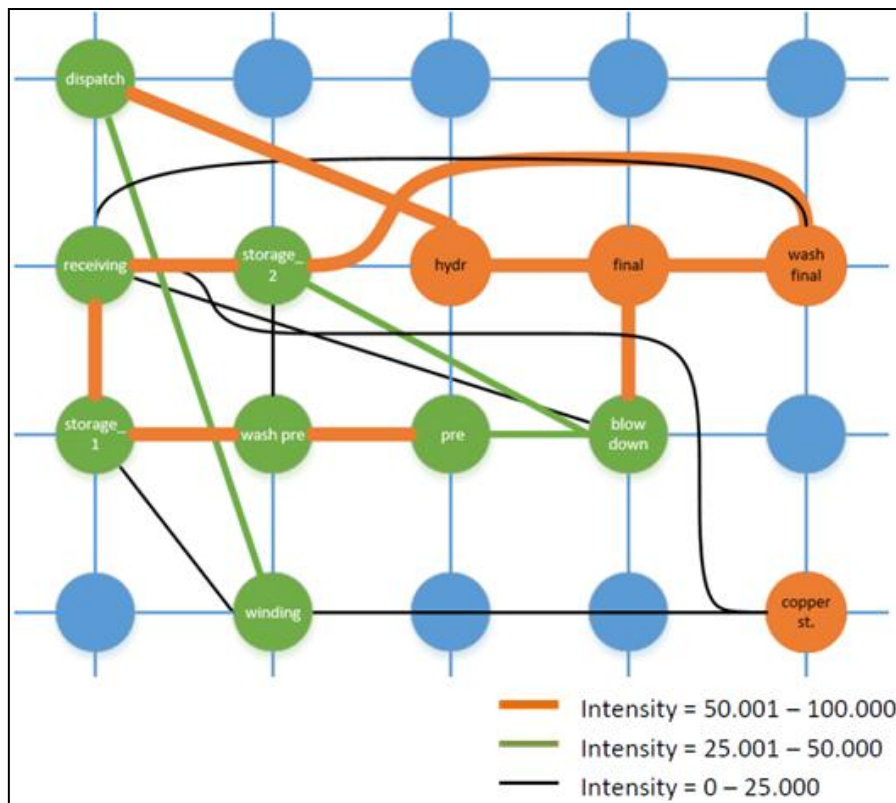 dispatch
receiving
storage_
2
hydr
final
wash
final
storage_
1
wash pre
pre
blow
down
winding
copper
st.
Intensity = 50.001 – 100.000
Intensity = 25.001 – 50.000
Intensity = 0 – 25.000